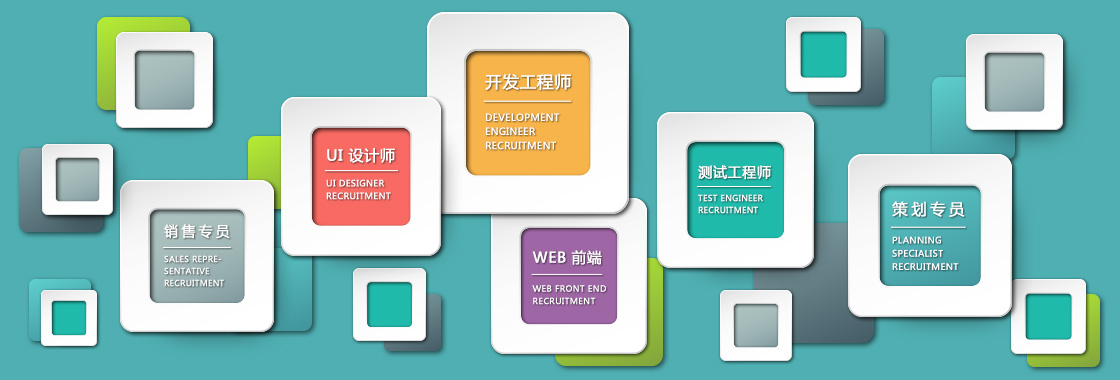 销售专员
SALES REPRE-
SENTATIVE
RECRUITMENT
UI 设计师
UI DESIGNER
RECRUITMENT
开发工程师
DEVELOPMENT
ENGINEER
RECRUITMENT
WEB 前端
WEB FRONT END
RECRUITMENT
测试工程师
TEST ENGINEER
RECRUITMENT
策划专员
PLANNING
SPECIALIST
RECRUITMENT